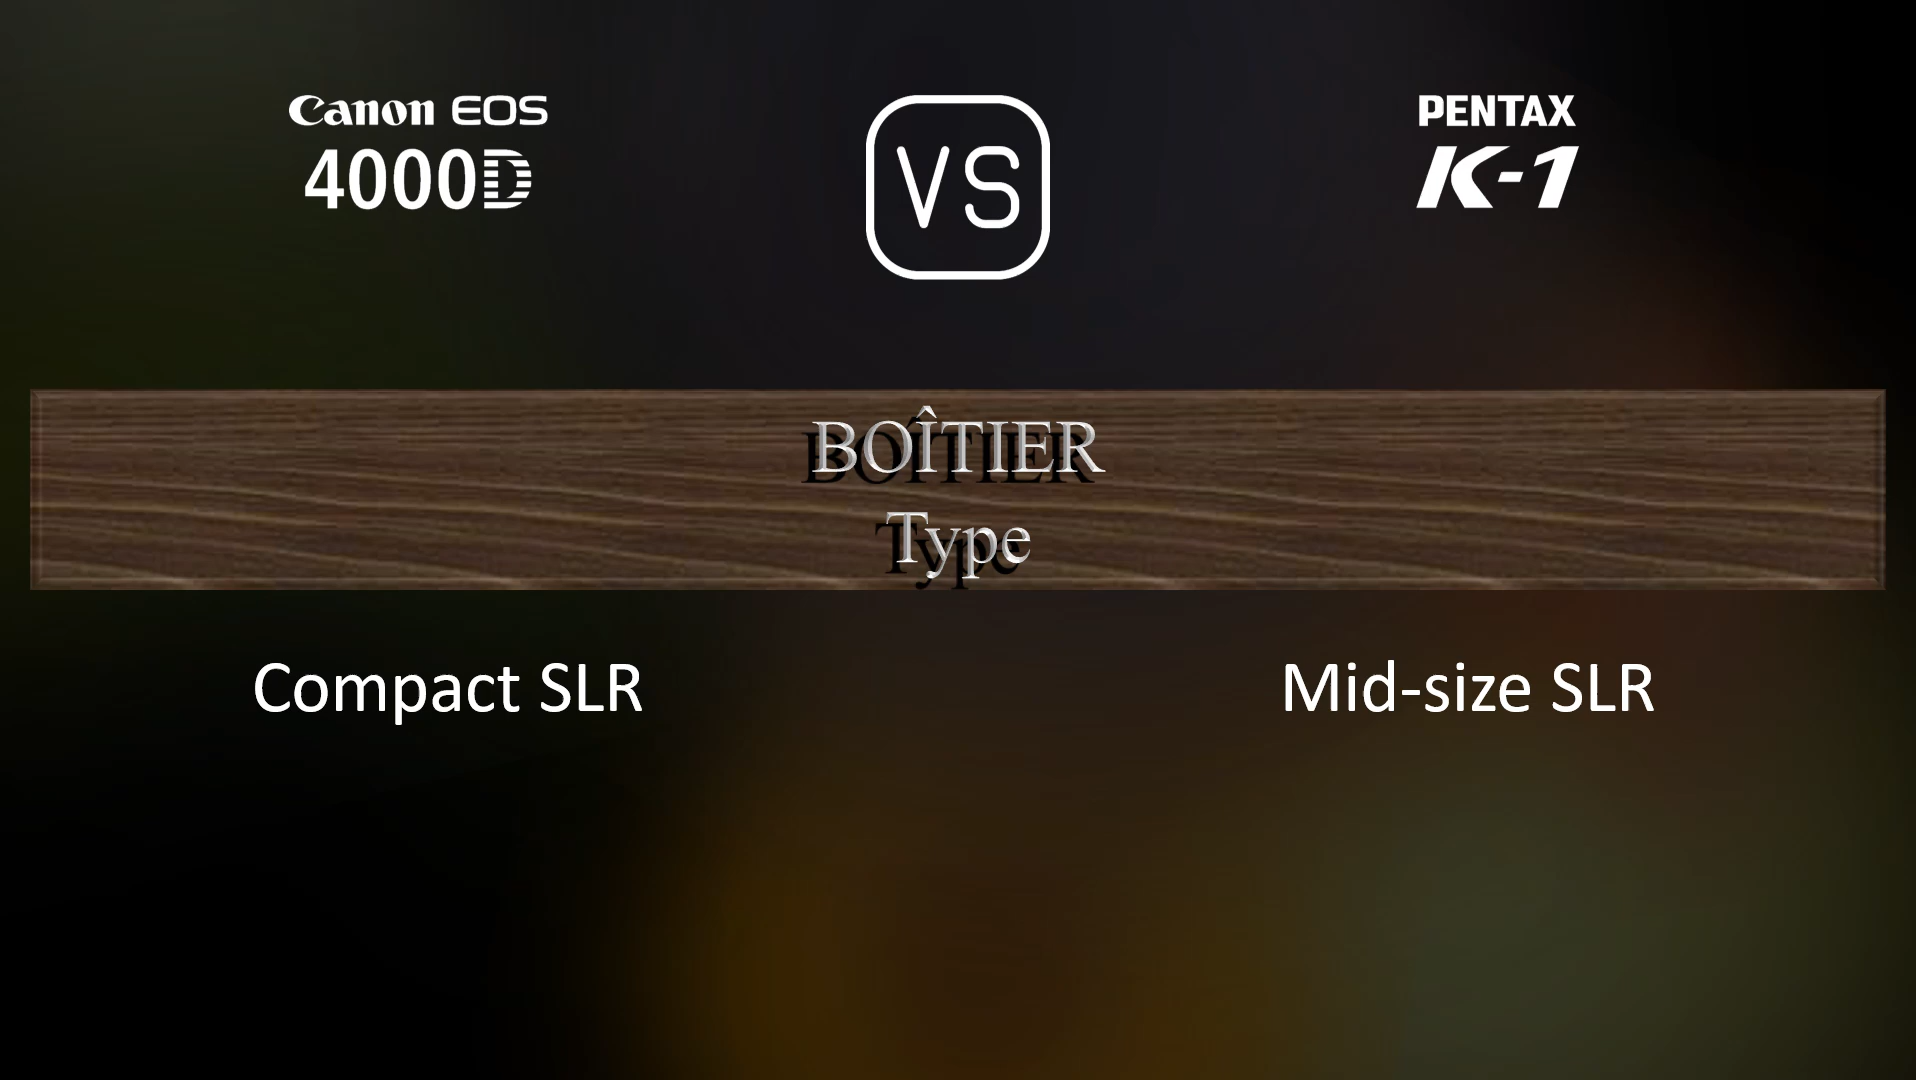 Canon EOS
4000D
VS
PENTAX
K-1
BOÎTIER
Type
Compact SLR
Mid-size SLR